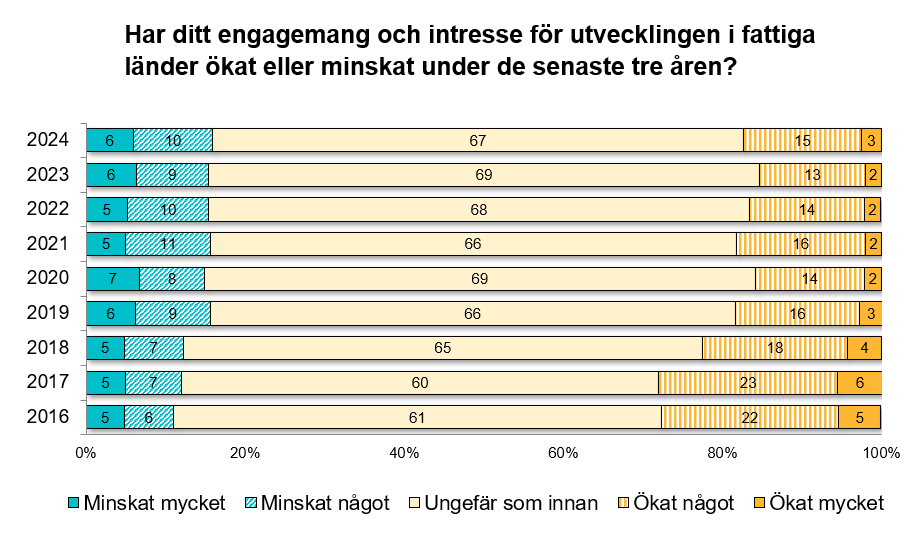 Har ditt engagemang och intresse för utvecklingen i fattiga
länder ökat eller minskat under de senaste tre åren?
2024 6 10 67 15 3
2023 6 9 69 13 2
2022 5 10 68 14 2
2021 5 11 66 16 2
2020 7 8 69 14 2
2019 6 9 66 16 3
2018 5 7 65 18 4
2017 5 7 60 23 6
2016 5 6 61 22 5
0% 20% 40% 60% 80% 100%
Minskat mycket Minskat något Ungefär som innan Ökat något Ökat mycket